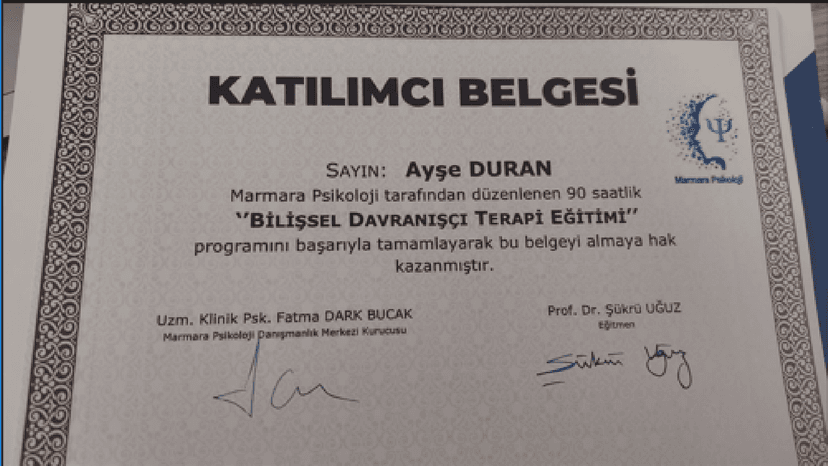 KATILIMCI BELGESİ
Ψ
Marmara Psikoloji
SAYIN: Ayşe DURAN
Marmara Psikoloji tarafından düzenlenen 90 saatlik
‘’BİLİŞSEL DAVRANIŞÇI TERAPİ EĞİTİMİ’’
programını başarıyla tamamlayarak bu belgeyi almaya hak
kazanmıştır.
Uzm. Klinik Psk. Fatma DARK BUCAK
Marmara Psikoloji Danışmanlık Merkezi Kurucusu
Prof. Dr. Şükrü UĞUZ
Eğitmen
Şükrü Uğuz